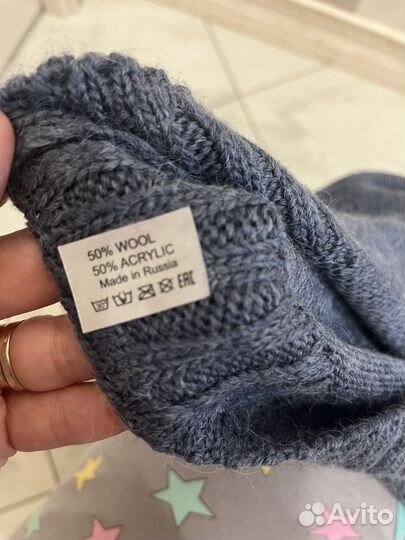 50% WOOL
50% ACRYLIC
Made in Russia
EAC
Avito